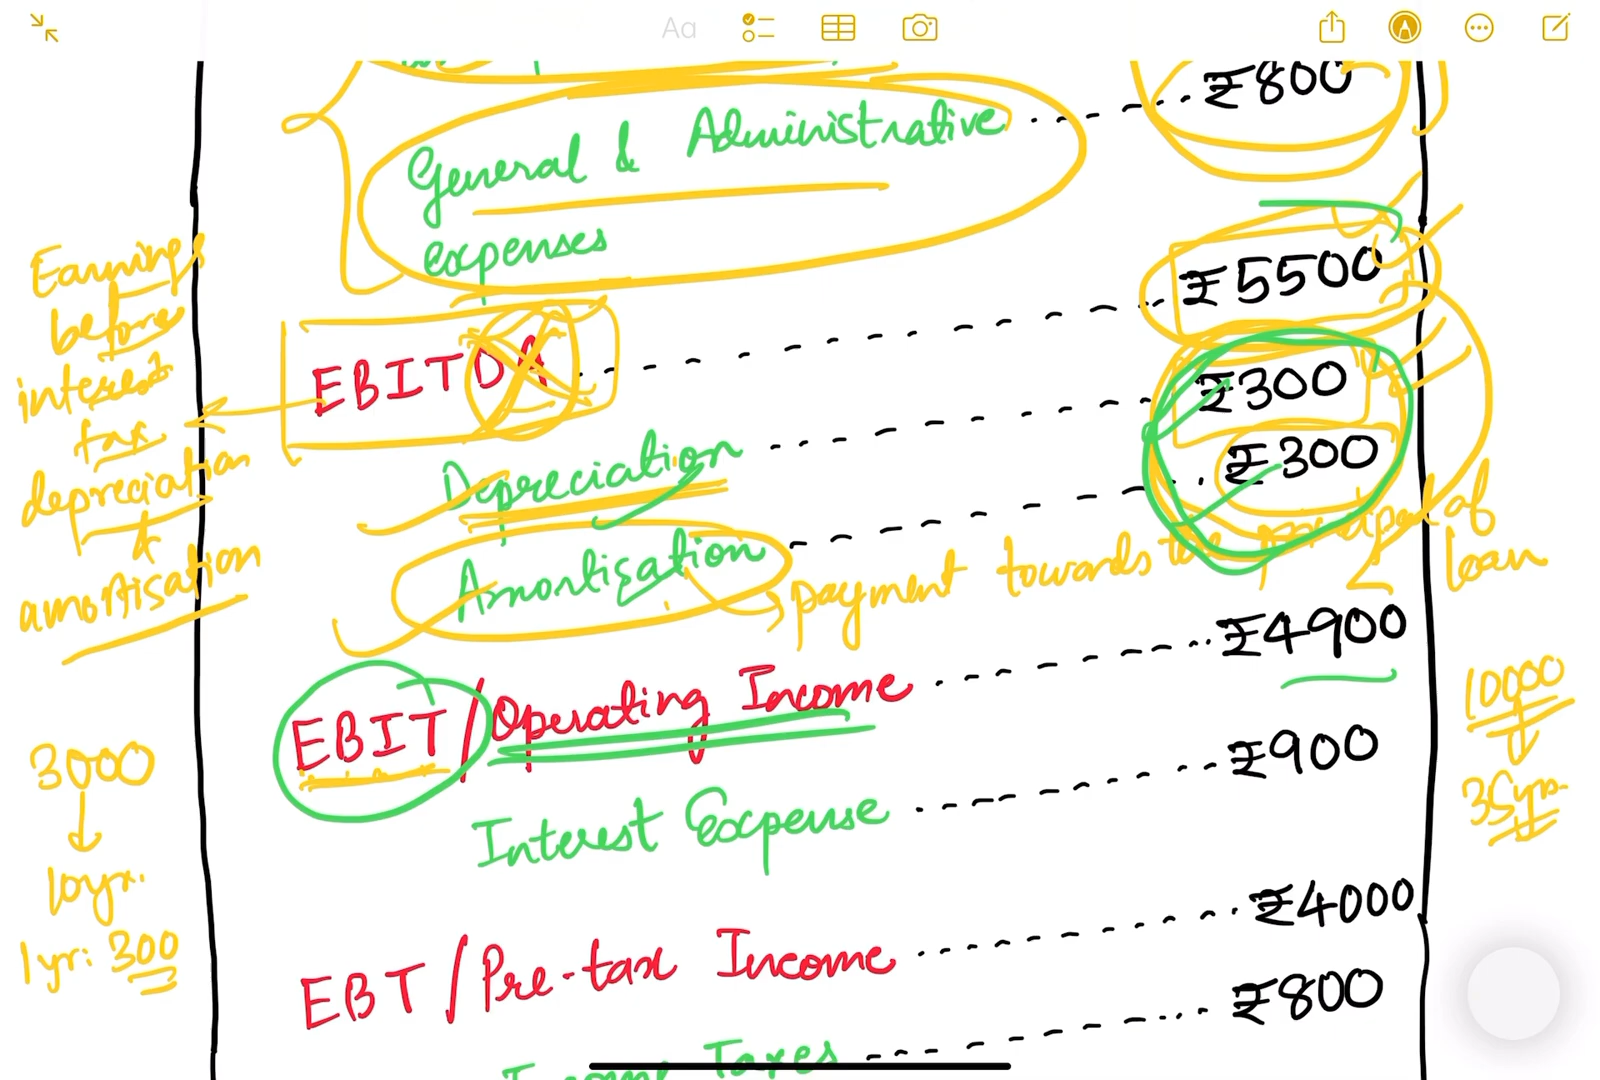 Aa
₹800
General & Administrative
expenses
₹5500
EBITDA
₹300
Depreciation
₹300
Amortisation
payment towards the principal of
loan
₹4900
EBIT/Operating Income
₹900
Interest Expense
₹4000
EBT/Pre-tax Income
₹800
Income Taxes
Earnings
before
interest
tax
depreciation
&
amortisation
3000
10yr.
1yr: 300
10000
35yrs.